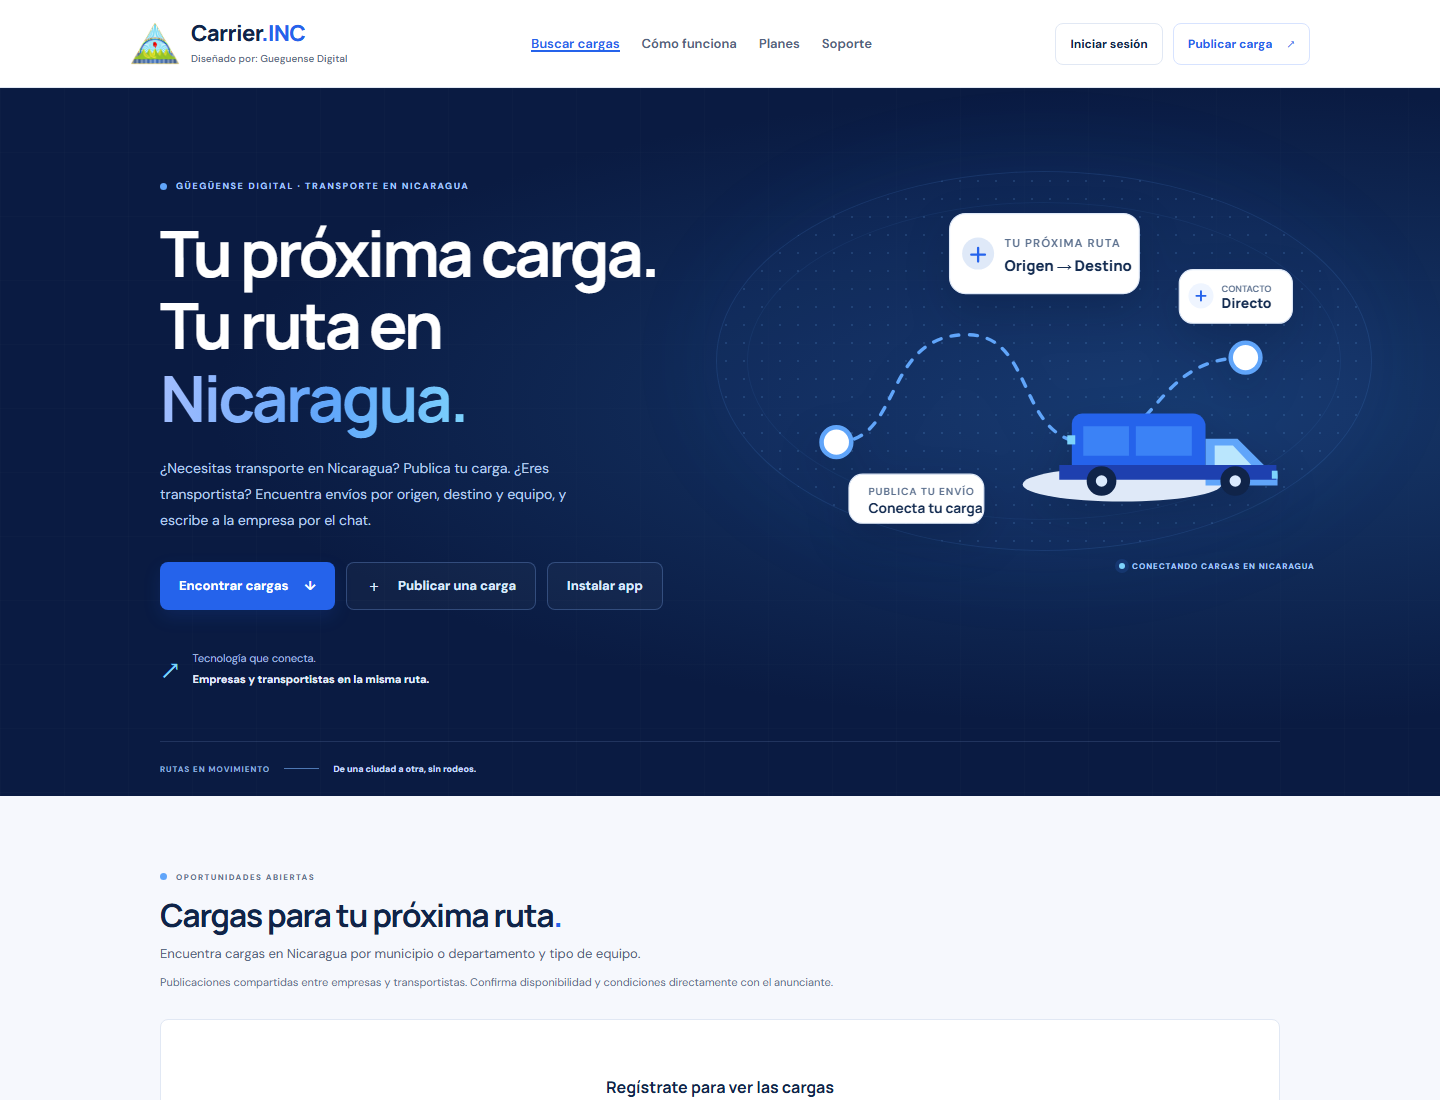 Carrier.INC
Diseñado por: Gueguense Digital
Buscar cargas
Cómo funciona
Planes
Soporte
Iniciar sesión
Publicar carga ↗
GÜEGÜENSE DIGITAL · TRANSPORTE EN NICARAGUA
Tu próxima carga.
Tu ruta en
Nicaragua.
¿Necesitas transporte en Nicaragua? Publica tu carga. ¿Eres
transportista? Encuentra envíos por origen, destino y equipo, y
escribe a la empresa por el chat.
Encontrar cargas ↓
+ Publicar una carga
Instalar app
↗ Tecnología que conecta.
Empresas y transportistas en la misma ruta.
TU PRÓXIMA RUTA
Origen → Destino
CONTACTO
Directo
PUBLICA TU ENVÍO
Conecta tu carga
CONECTANDO CARGAS EN NICARAGUA
RUTAS EN MOVIMIENTO
De una ciudad a otra, sin rodeos.
OPORTUNIDADES ABIERTAS
Cargas para tu próxima ruta.
Encuentra cargas en Nicaragua por municipio o departamento y tipo de equipo.
Publicaciones compartidas entre empresas y transportistas. Confirma disponibilidad y condiciones directamente con el anunciante.
Regístrate para ver las cargas